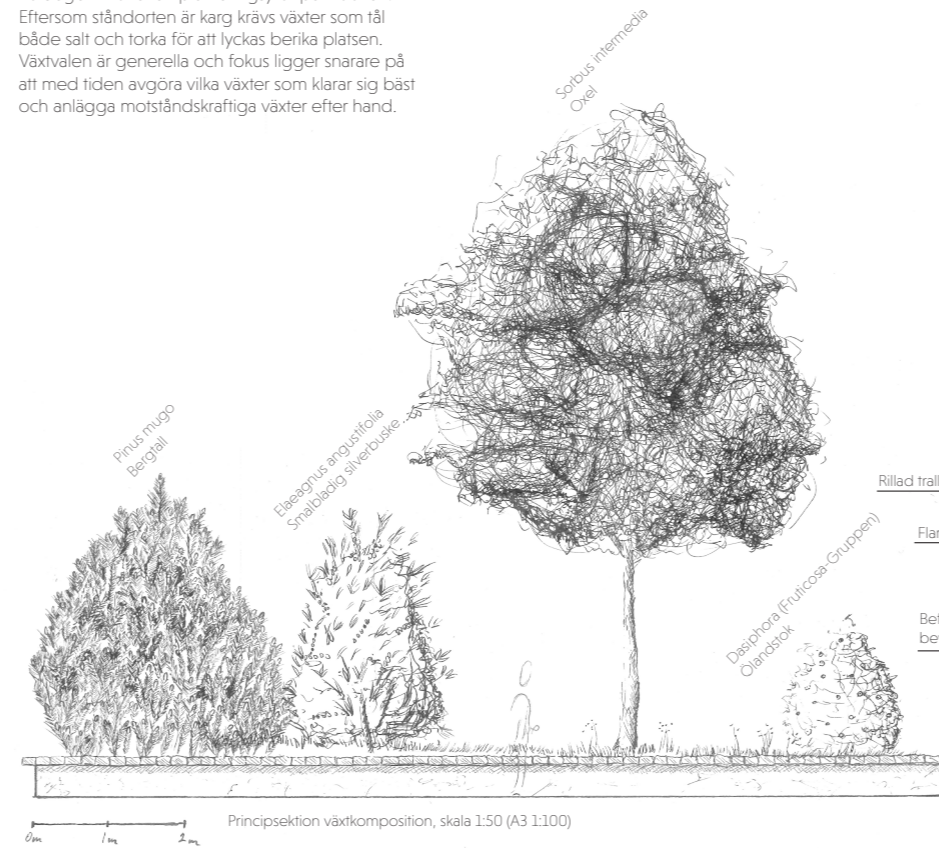 Eftersom ståndorten är karg krävs växter som tål
både salt och torka för att lyckas berika platsen.
Växtvalen är generella och fokus ligger snarare på
att med tiden avgöra vilka växter som klarar sig bäst
och anlägga motståndskraftiga växter efter hand.
Sorbus intermedia
Oxel
Pinus mugo
Bergtall
Elaeagnus angustifolia
Smalbladig silverbuske
Dasiphora (Fruticosa-Gruppen)
Ölandstok
Rillad trall
0m 1m 2m
Principsektion växtkomposition, skala 1:50 (A3 1:100)